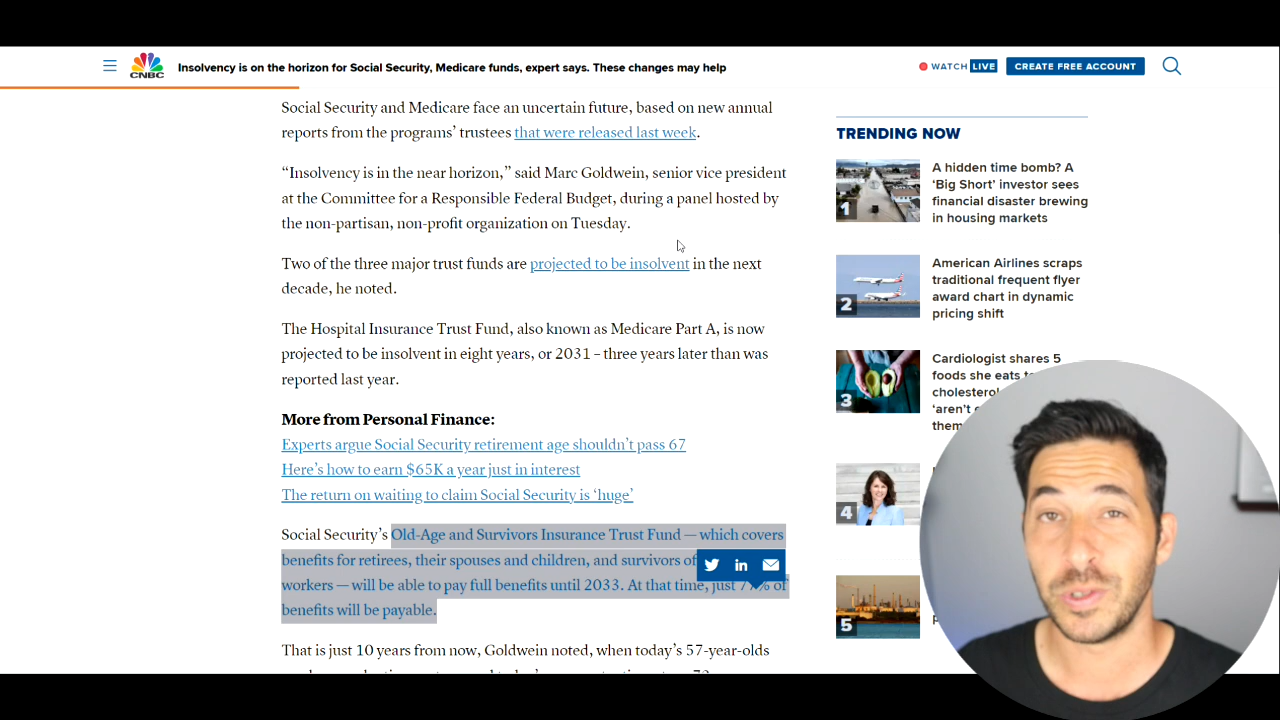 CNBC
Insolvency is on the horizon for Social Security, Medicare funds, expert says. These changes may help
WATCH LIVE
CREATE FREE ACCOUNT
Social Security and Medicare face an uncertain future, based on new annual
reports from the programs’ trustees that were released last week.
“Insolvency is in the near horizon,” said Marc Goldwein, senior vice president
at the Committee for a Responsible Federal Budget, during a panel hosted by
the non-partisan, non-profit organization on Tuesday.
Two of the three major trust funds are projected to be insolvent in the next
decade, he noted.
The Hospital Insurance Trust Fund, also known as Medicare Part A, is now
projected to be insolvent in eight years, or 2031 – three years later than was
reported last year.
More from Personal Finance:
Experts argue Social Security retirement age shouldn’t pass 67
Here’s how to earn $65K a year just in interest
The return on waiting to claim Social Security is ‘huge’
Social Security’s Old-Age and Survivors Insurance Trust Fund — which covers
benefits for retirees, their spouses and children, and survivors of
workers — will be able to pay full benefits until 2033. At that time, just 77% of
benefits will be payable.
That is just 10 years from now, Goldwein noted, when today’s 57-year-olds
TRENDING NOW
1
A hidden time bomb? A
‘Big Short’ investor sees
financial disaster brewing
in housing markets
2
American Airlines scraps
traditional frequent flyer
award chart in dynamic
pricing shift
3
Cardiologist shares 5
foods she eats
cholesterol
‘aren’t
them
4
5